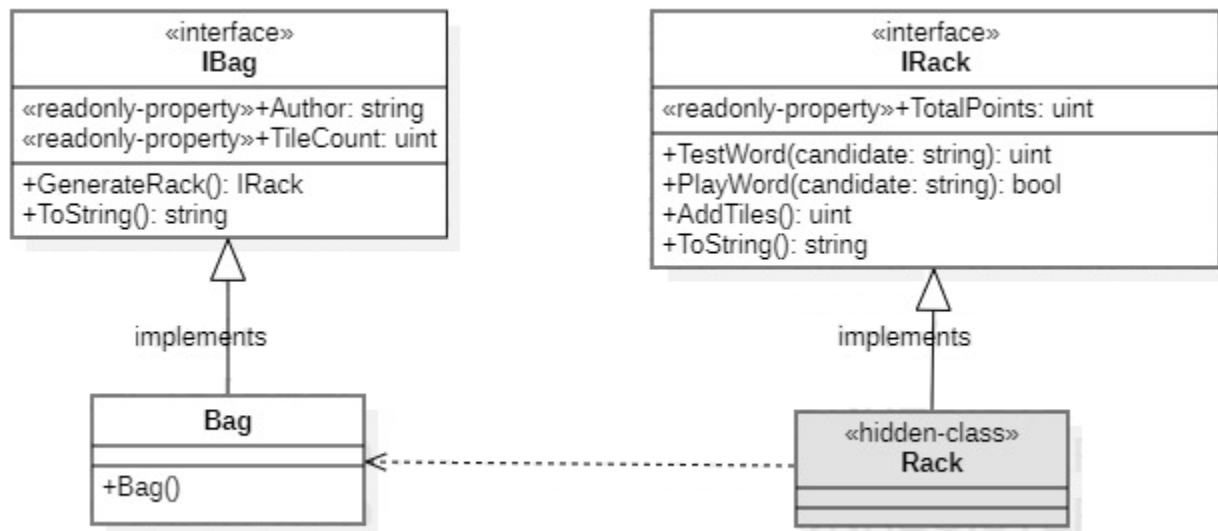 «interface»
IBag
«readonly-property»+Author: string
«readonly-property»+TileCount: uint
+GenerateRack(): IRack
+ToString(): string
«interface»
IRack
«readonly-property»+TotalPoints: uint
+TestWord(candidate: string): uint
+PlayWord(candidate: string): bool
+AddTiles(): uint
+ToString(): string
implements
implements
Bag
+Bag()
«hidden-class»
Rack